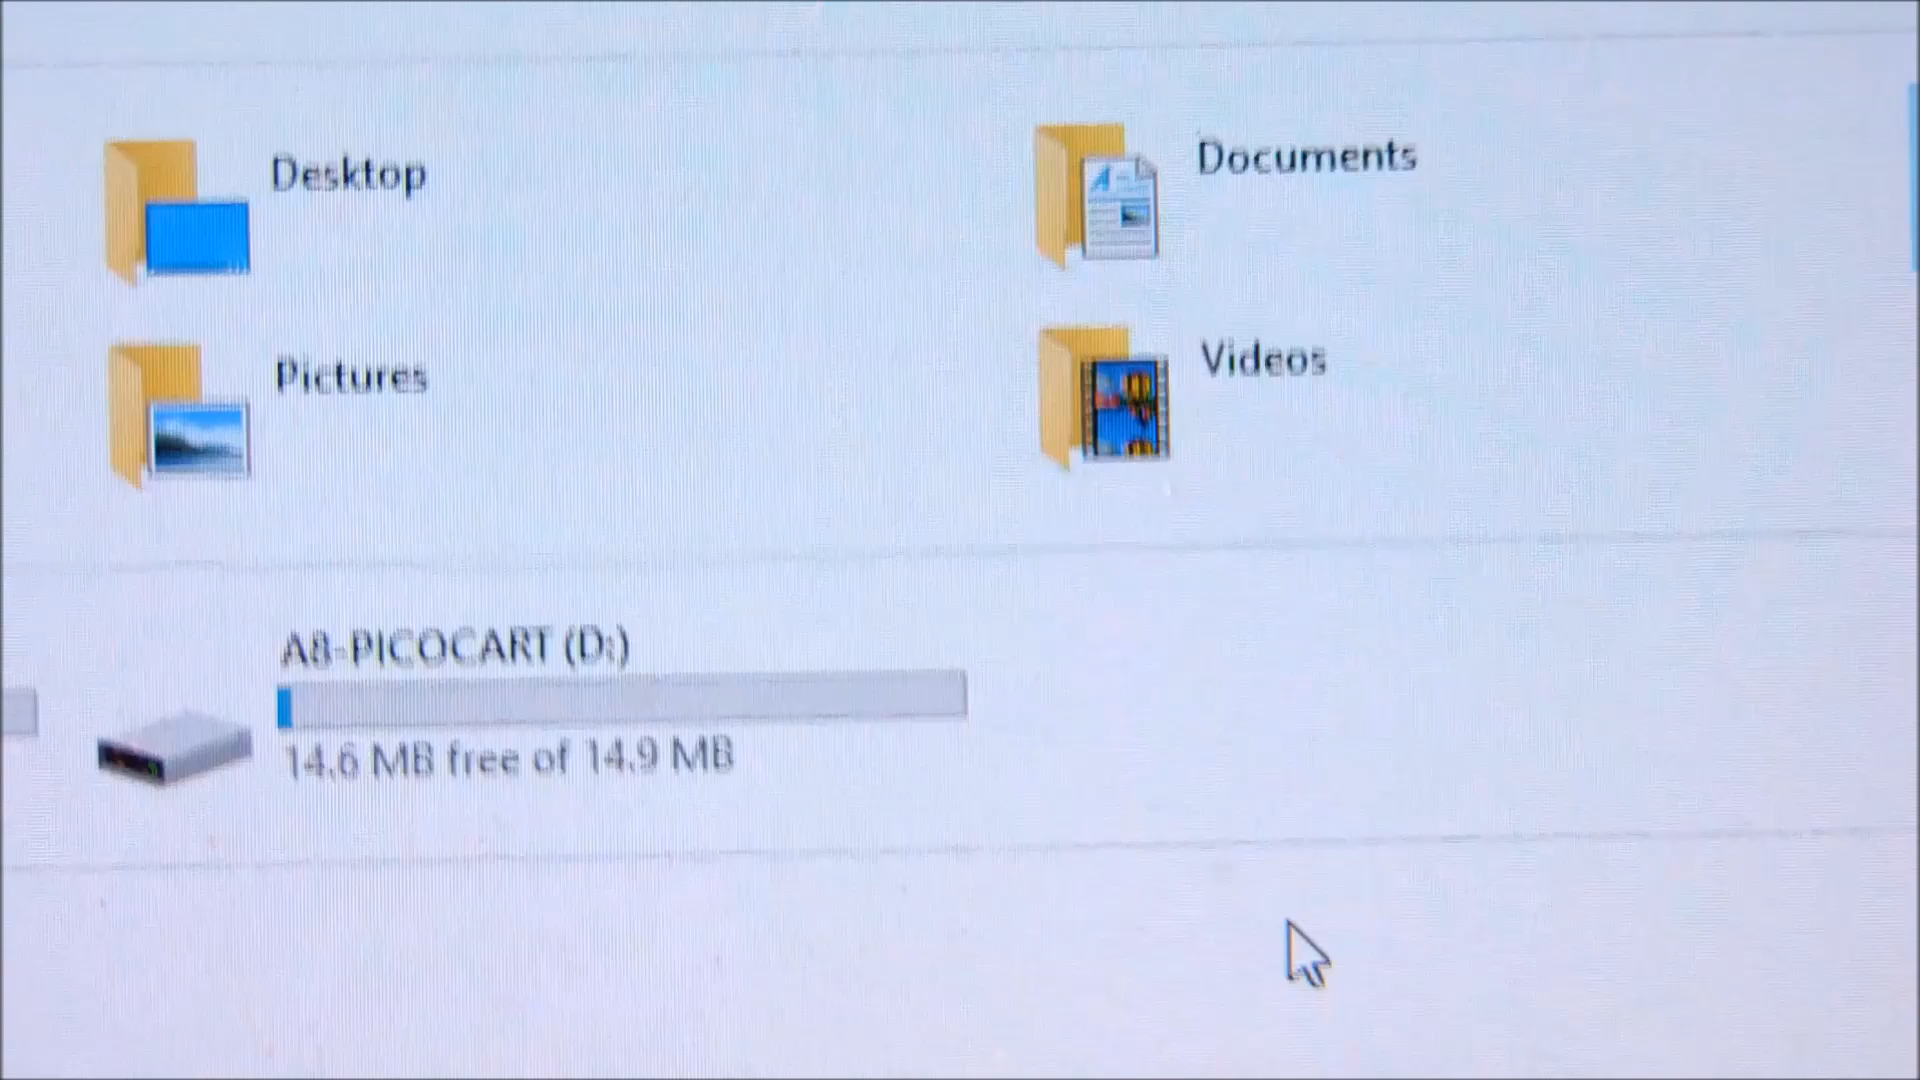 Desktop
Documents
Pictures
Videos
A8-PICOCART (D:)
14.6 MB free of 14.9 MB